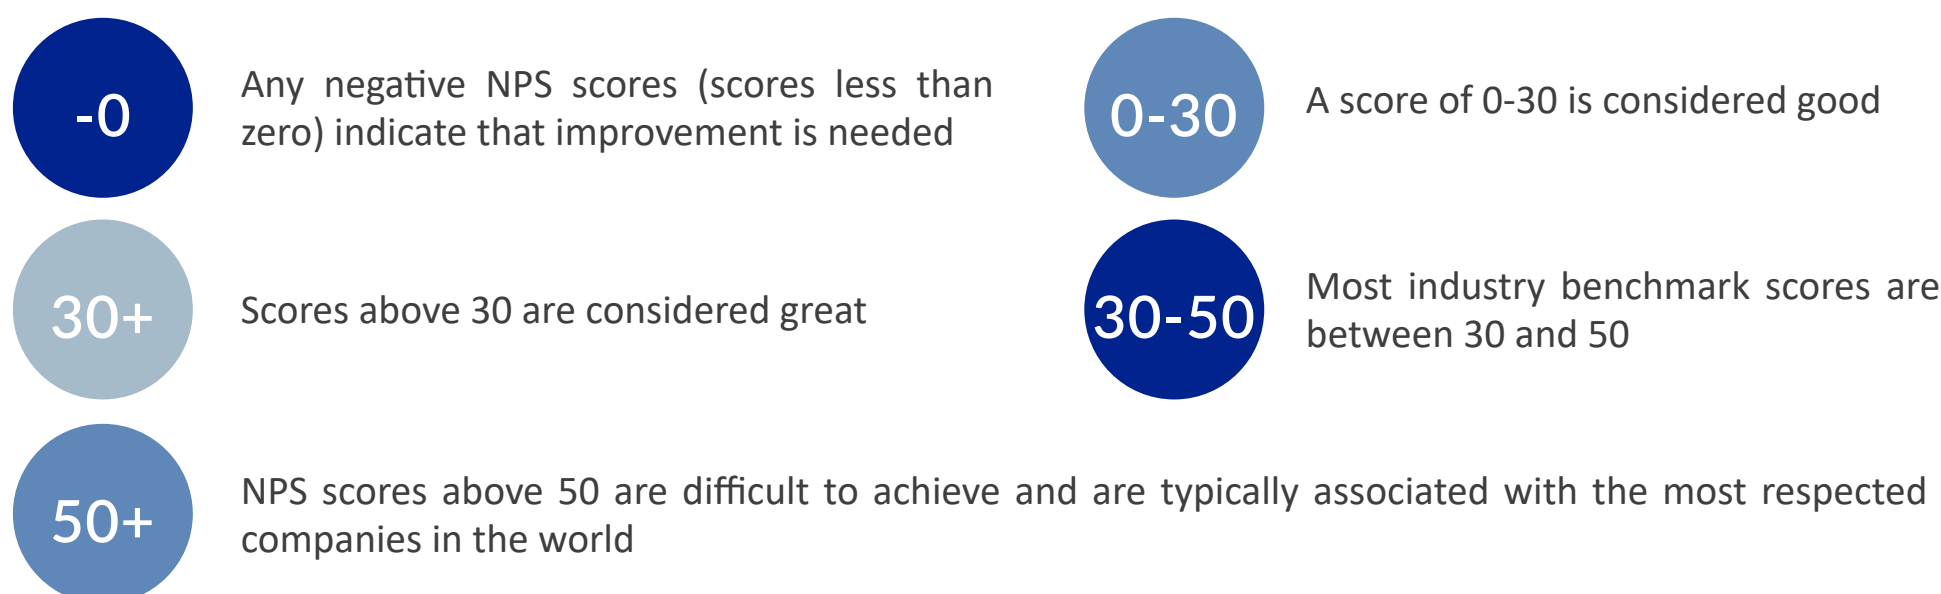 -0
Any negative NPS scores (scores less than
zero) indicate that improvement is needed
0-30
A score of 0-30 is considered good
30+
Scores above 30 are considered great
30-50
Most industry benchmark scores are
between 30 and 50
50+
NPS scores above 50 are difficult to achieve and are typically associated with the most respected
companies in the world